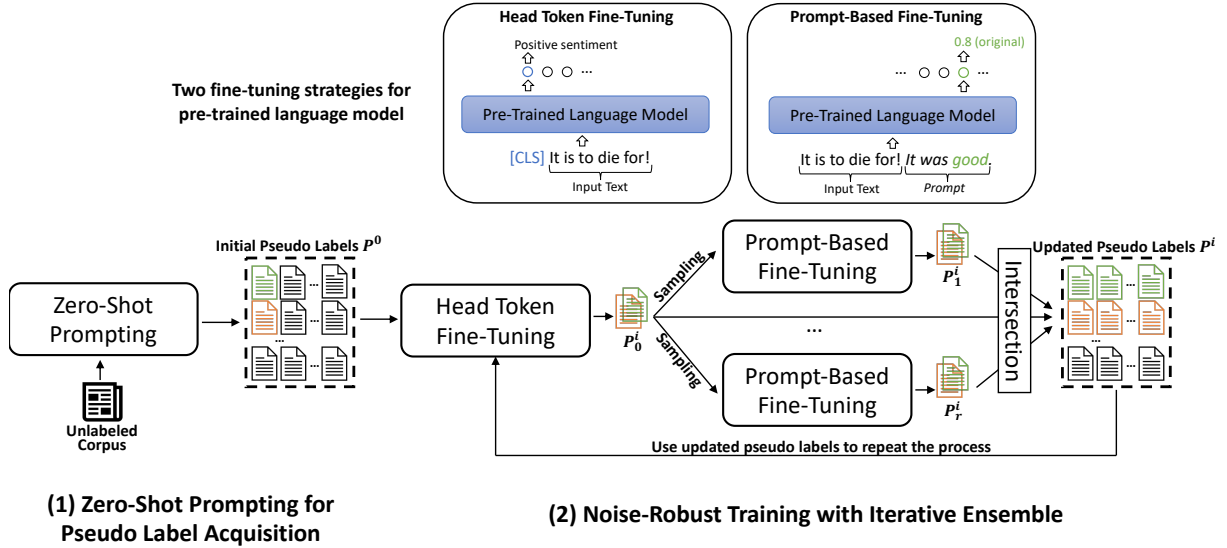 Head Token Fine-Tuning
Positive sentiment
...
Pre-Trained Language Model
[CLS] It is to die for!
Input Text
Prompt-Based Fine-Tuning
0.8 (original)
... ...
Pre-Trained Language Model
It is to die for! It was good.
Input Text
Prompt
Two fine-tuning strategies for
pre-trained language model
Zero-Shot
Prompting
Unlabeled
Corpus
Initial Pseudo Labels P⁰
...
...
...
...
Head Token
Fine-Tuning
P₀ⁱ
Sampling
Sampling
Prompt-Based
Fine-Tuning
P₁ⁱ
...
Prompt-Based
Fine-Tuning
Pᵣⁱ
Intersection
Updated Pseudo Labels Pⁱ
...
...
...
...
Use updated pseudo labels to repeat the process
(1) Zero-Shot Prompting for
Pseudo Label Acquisition
(2) Noise-Robust Training with Iterative Ensemble